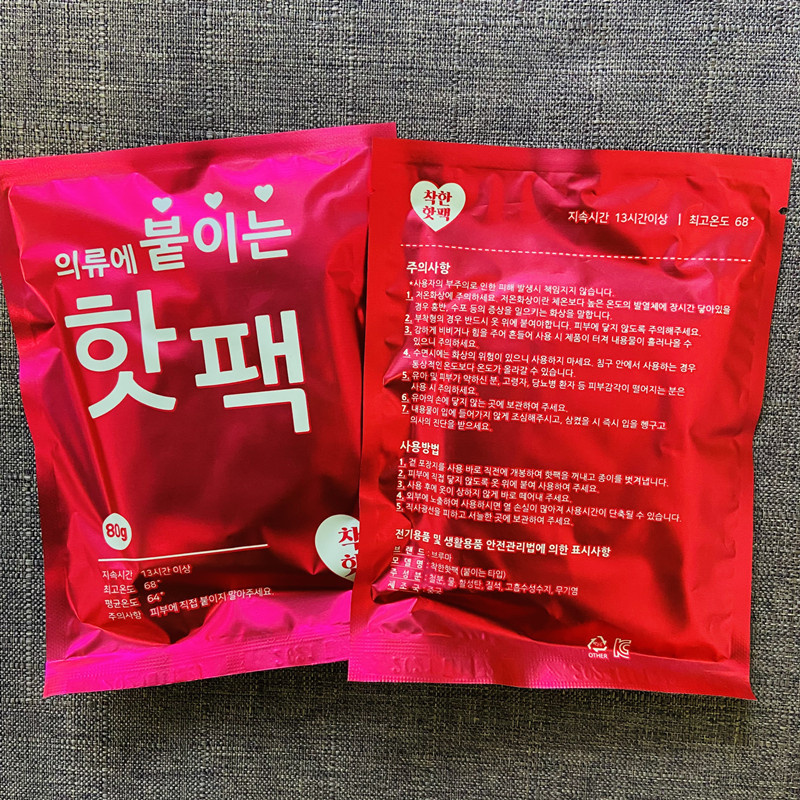 의류에 붙이는
핫팩
80g
착한
핫
지속시간 13시간 이상
최고온도 68°
평균온도 64°
주의사항 피부에 직접 붙이지 말아주세요.
착한
핫팩
지속시간 13시간이상 | 최고온도 68°
주의사항
*사용자의 부주의로 인한 피해 발생시 책임지지 않습니다.
1. 저온화상에 주의하세요. 저온화상이란 체온보다 높은 온도의 발열체에 장시간 닿아있을
경우 홍반, 수포 등의 증상을 일으키는 화상을 말합니다.
2. 부착형의 경우 반드시 옷 위에 붙여야합니다. 피부에 닿지 않도록 주의해주세요.
3. 강하게 비비거나 힘을 주어 흔들어 사용 시 제품이 터져 내용물이 흘러나올 수
있으니 주의하세요.
4. 수면시에는 화상의 위험이 있으니 사용하지 마세요. 침구 안에서 사용하는 경우
통상적인 온도보다 온도가 올라갈 수 있습니다.
5. 유아 및 피부가 약하신 분, 고령자, 당뇨병 환자 등 피부감각이 떨어지는 분은
사용 시 주의하세요.
6. 유아의 손에 닿지 않는 곳에 보관하여 주세요.
7. 내용물이 입에 들어가지 않게 조심해주시고, 삼켰을 시 즉시 입을 헹구고
의사의 진단을 받으세요.
사용방법
1. 겉 포장지를 사용 바로 직전에 개봉하여 핫팩을 꺼내고 종이를 벗겨냅니다.
2. 피부에 직접 닿지 않도록 옷 위에 붙여 사용하여 주세요.
3. 사용 후에 옷이 상하지 않게 바로 떼어내 주세요.
4. 외부에 노출하여 사용하시면 열 손실이 많아져 사용시간이 단축될 수 있습니다.
5. 직사광선을 피하고 서늘한 곳에 보관하여 주세요.
전기용품 및 생활용품 안전관리법에 의한 표시사항
브 랜 드 : 브루마
모 델 명 : 착한핫팩 (붙이는 타입)
주 성 분 : 철분, 물, 활성탄, 질석, 고흡수성수지, 무기염
제 조 국 : 중국
OTHER